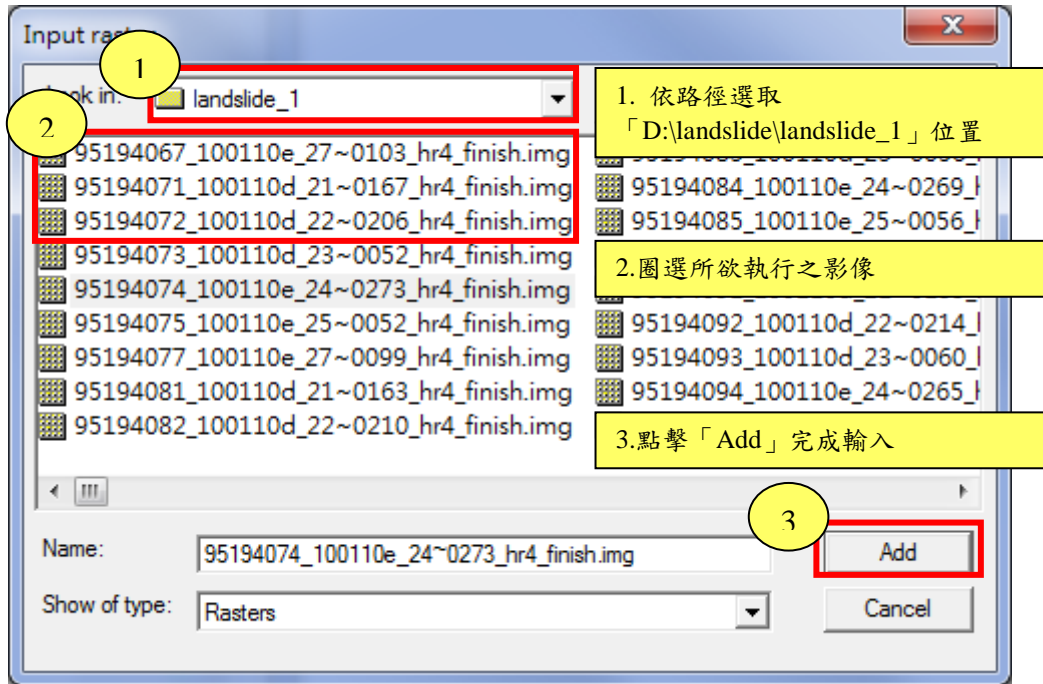 Input
1
landslide_1
2
1. 依路徑選取
「D:\landslide\landslide_1」位置
95194067_100110e_27~0103_hr4_finish.img
95194071_100110d_21~0167_hr4_finish.img
95194072_100110d_22~0206_hr4_finish.img
95194073_100110d_23~0052_hr4_finish.img
95194074_100110e_24~0273_hr4_finish.img
95194075_100110e_25~0052_hr4_finish.img
95194077_100110e_27~0099_hr4_finish.img
95194081_100110d_21~0163_hr4_finish.img
95194082_100110d_22~0210_hr4_finish.img
95194084_100110e_24~0269_
95194085_100110e_25~0056_
2.圈選所欲執行之影像
95194092_100110d_22~0214_
95194093_100110d_23~0060_
95194094_100110e_24~0265_
3.點擊「Add」完成輸入
3
Name: 95194074_100110e_24~0273_hr4_finish.img Add
Show of type: Rasters Cancel